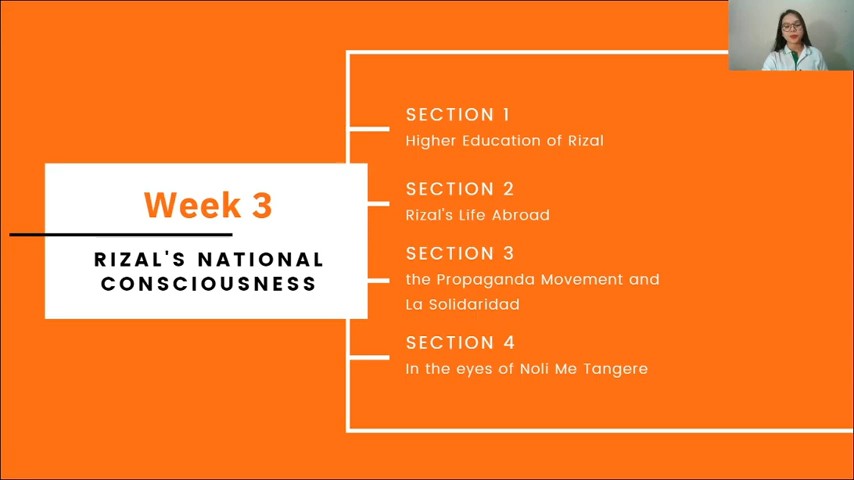 Week 3
RIZAL'S NATIONAL
CONSCIOUSNESS
SECTION 1
Higher Education of Rizal
SECTION 2
Rizal's Life Abroad
SECTION 3
the Propaganda Movement and
La Solidaridad
SECTION 4
In the eyes of Noli Me Tangere